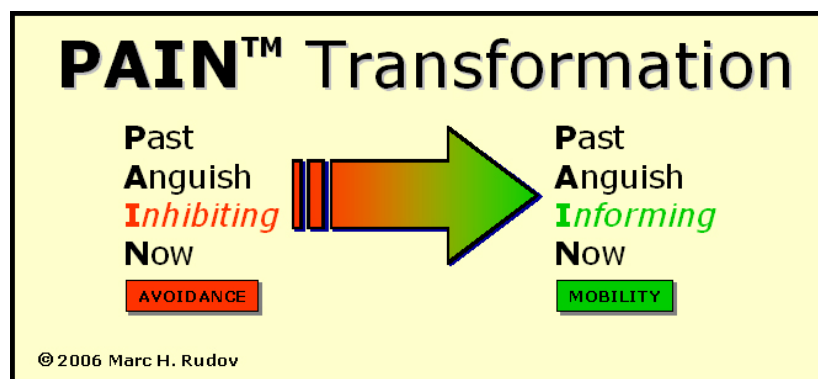 PAIN™ Transformation
Past
Anguish
Inhibiting
Now
AVOIDANCE
Past
Anguish
Informing
Now
MOBILITY
© 2006 Marc H. Rudov